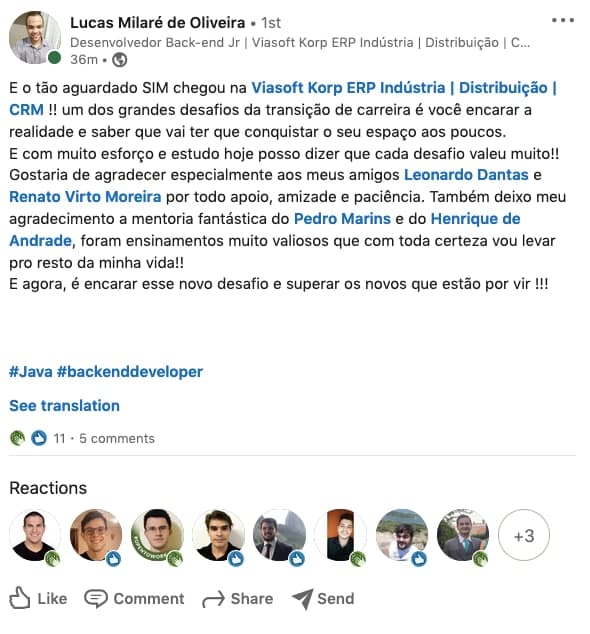 Lucas Milaré de Oliveira • 1st
Desenvolvedor Back-end Jr | Viasoft Korp ERP Indústria | Distribuição | C...
36m •
E o tão aguardado SIM chegou na Viasoft Korp ERP Indústria | Distribuição |
CRM !! um dos grandes desafios da transição de carreira é você encarar a
realidade e saber que vai ter que conquistar o seu espaço aos poucos.
E com muito esforço e estudo hoje posso dizer que cada desafio valeu muito!!
Gostaria de agradecer especialmente aos meus amigos Leonardo Dantas e
Renato Virto Moreira por todo apoio, amizade e paciência. Também deixo meu
agradecimento a mentoria fantástica do Pedro Marins e do Henrique de
Andrade, foram ensinamentos muito valiosos que com toda certeza vou levar
pro resto da minha vida!!
E agora, é encarar esse novo desafio e superar os novos que estão por vir !!!
#Java #backenddeveloper
See translation
11 · 5 comments
Reactions
#OPENTOWORK
+3
Like Comment Share Send